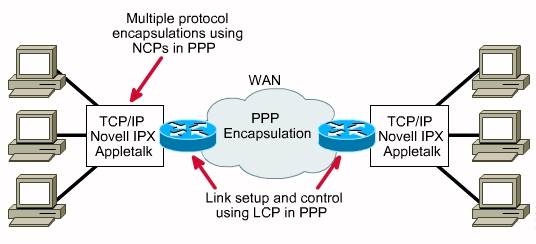 Multiple protocol
encapsulations using
NCPs in PPP
WAN
TCP/IP
Novell IPX
Appletalk
PPP
Encapsulation
TCP/IP
Novell IPX
Appletalk
Link setup and control
using LCP in PPP